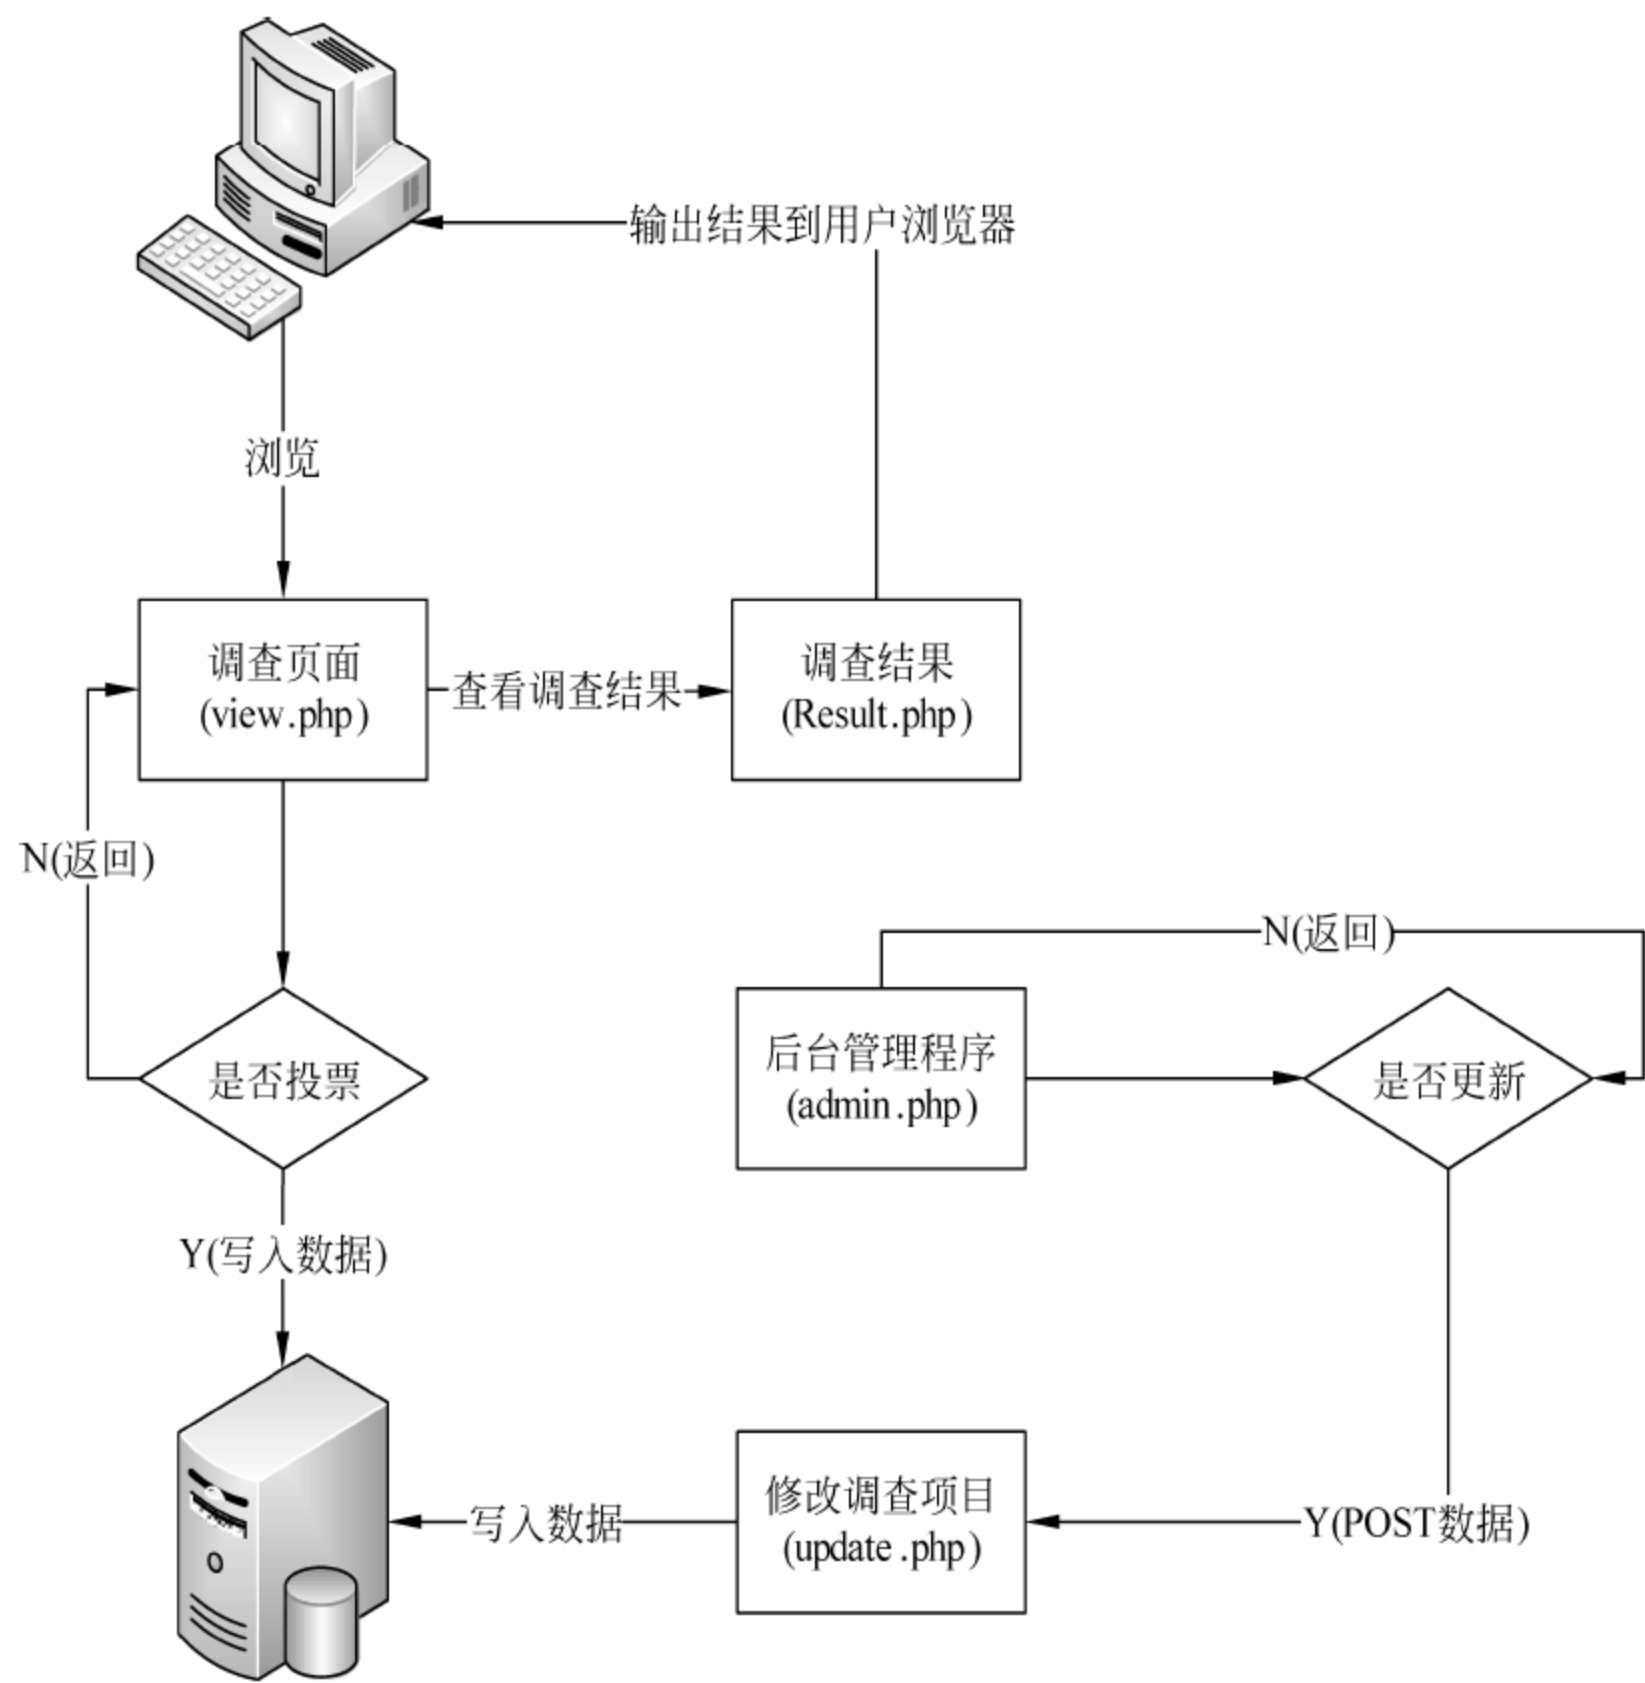 输出结果到用户浏览器
浏览
调查页面
(view.php)
查看调查结果
调查结果
(Result.php)
N(返回)
N(返回)
是否投票
后台管理程序
(admin.php)
是否更新
Y(写入数据)
写入数据
修改调查项目
(update.php)
Y(POST数据)